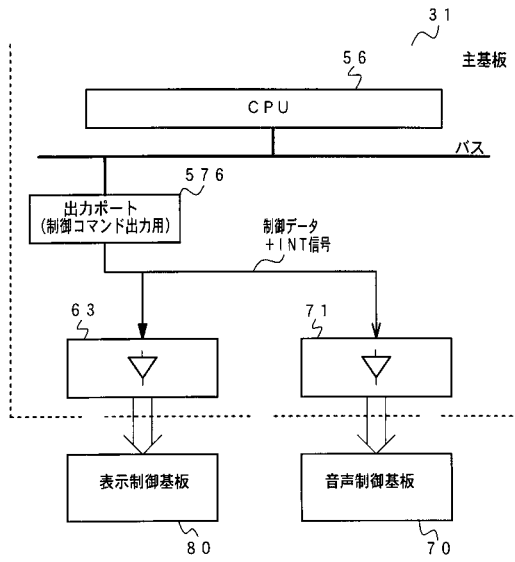 31
主基板
56
CPU
バス
576
出力ポート
(制御コマンド出力用)
制御データ
+INT信号
63
71
表示制御基板
音声制御基板
80
70